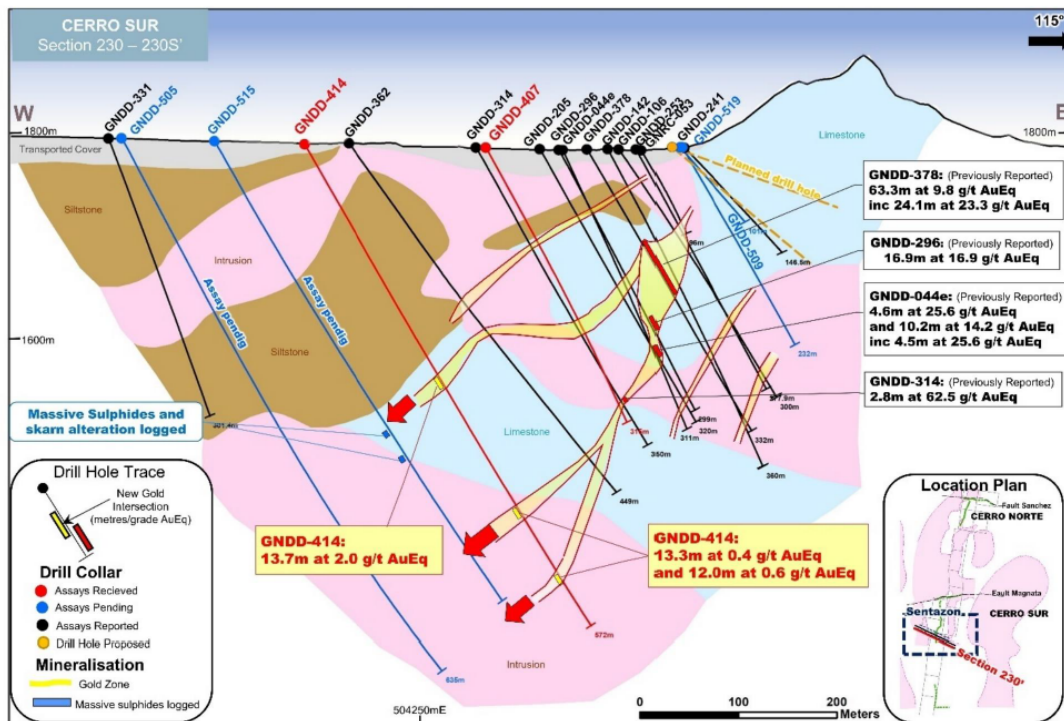 CERRO SUR
Section 230 – 230S'
115°
W
E
1800m
1800m
1600m
GNDD-331
GNDD-505
GNDD-515
GNDD-414
GNDD-362
GNDD-314
GNDD-407
GNDD-205
GNDD-296
GNDD-044e
GNDD-378
GNDD-142
GNDD-106
GNDD-253
GNRC-053
GNDD-241
GNDD-519
Transported Cover
Limestone
Siltstone
Intrusion
Planned drill hole
GNDD-509
Assay pendig
Assay pendig
Siltstone
Limestone
Intrusion
96m
101m
146.5m
232m
300m
299m
320m
311m
332m
350m
360m
449m
672m
GNDD-378: (Previously Reported)
63.3m at 9.8 g/t AuEq
inc 24.1m at 23.3 g/t AuEq
GNDD-296: (Previously Reported)
16.9m at 16.9 g/t AuEq
GNDD-044e: (Previously Reported)
4.6m at 25.6 g/t AuEq
and 10.2m at 14.2 g/t AuEq
inc 4.5m at 25.6 g/t AuEq
GNDD-314: (Previously Reported)
2.8m at 62.5 g/t AuEq
Massive Sulphides and
skarn alteration logged
GNDD-414:
13.7m at 2.0 g/t AuEq
GNDD-414:
13.3m at 0.4 g/t AuEq
and 12.0m at 0.6 g/t AuEq
Drill Hole Trace
New Gold
Intersection
(metres/grade AuEq)
Drill Collar
Assays Recieved
Assays Pending
Assays Reported
Drill Hole Proposed
Mineralisation
Gold Zone
Massive sulphides logged
Location Plan
Fault Sanchez
CERRO NORTE
Fault Magnata
Sentazon
CERRO SUR
Section 230'
504250mE
0
100
200
Meters